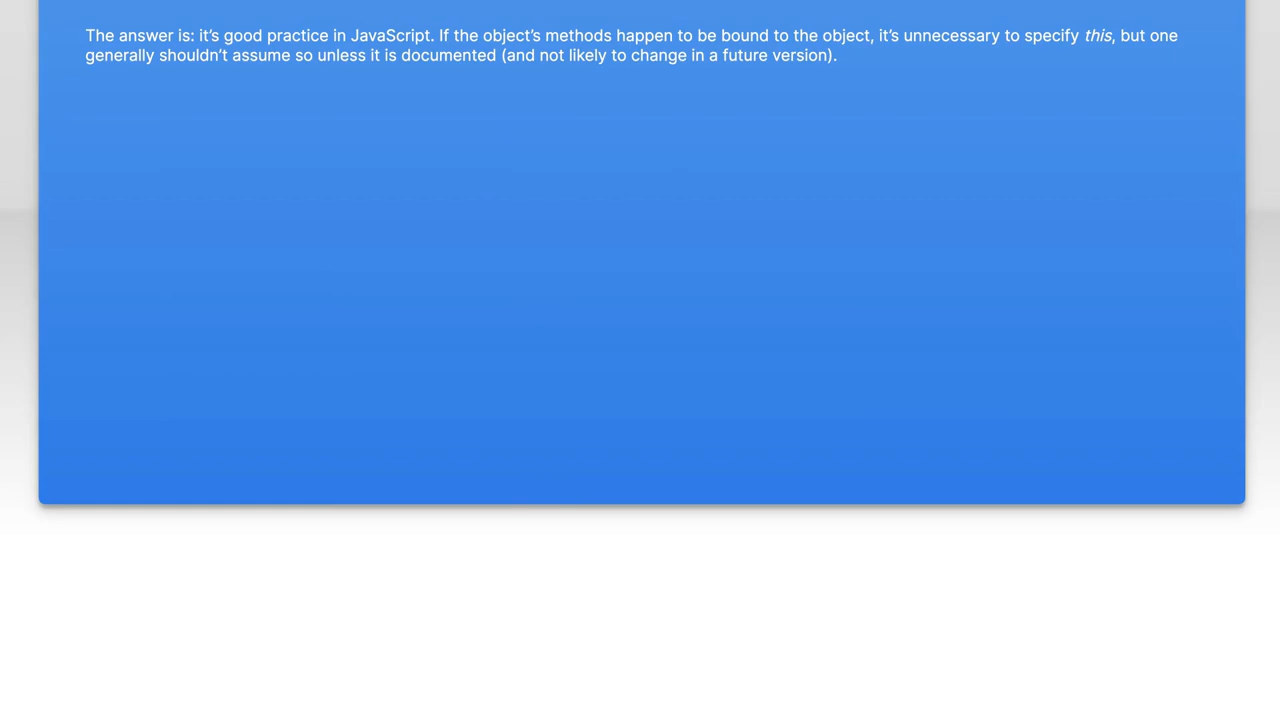 The answer is: it’s good practice in JavaScript. If the object’s methods happen to be bound to the object, it’s unnecessary to specify this, but one
generally shouldn’t assume so unless it is documented (and not likely to change in a future version).